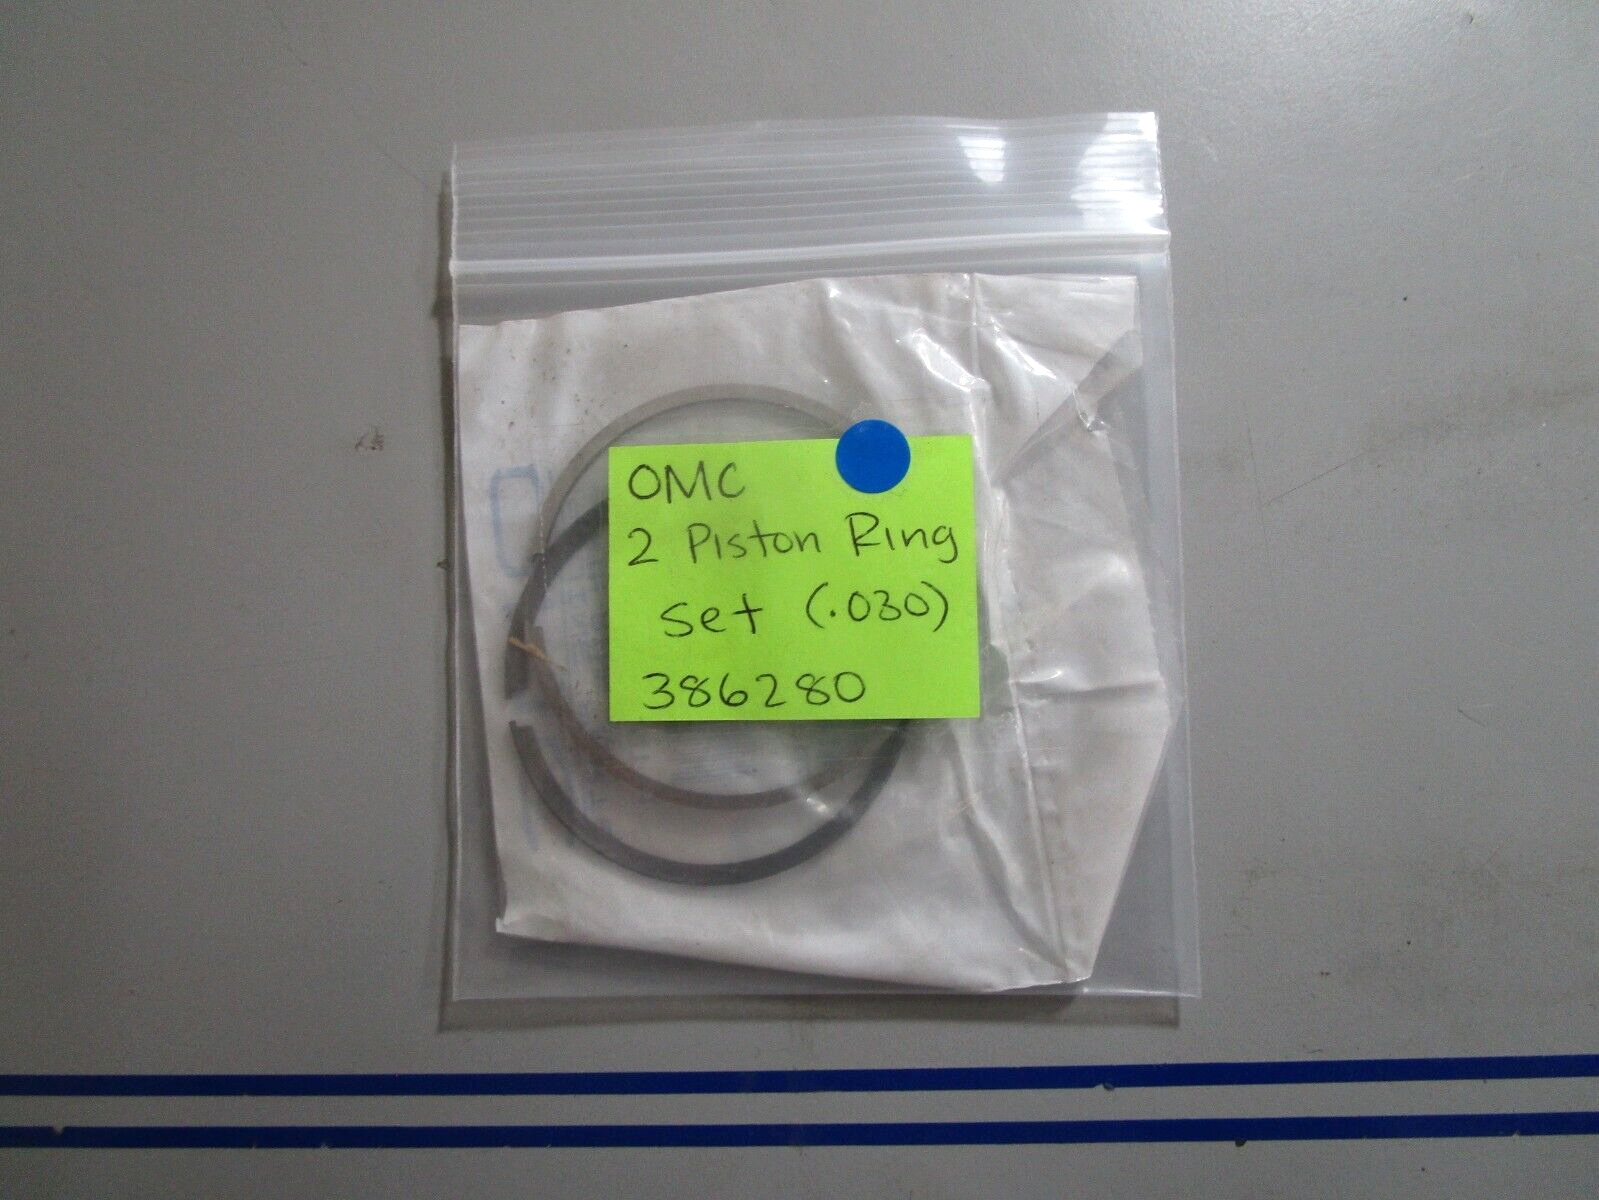 OMC
2 Piston Ring
set (.030)
386280